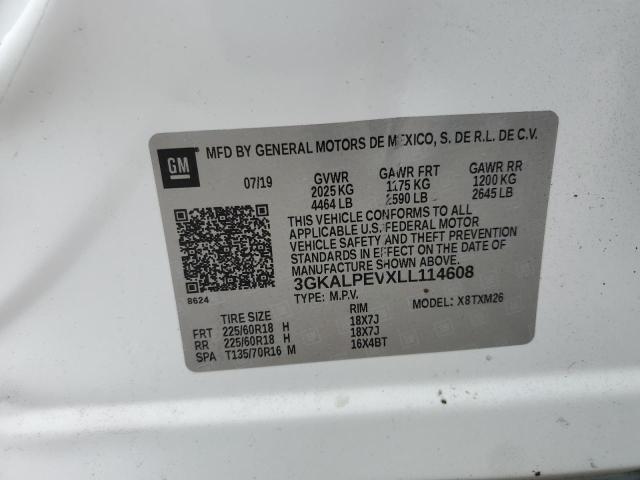 GM
MFD BY GENERAL MOTORS DE MEXICO, S. DE R.L. DE C.V.
07/19 GVWR GAWR FRT GAWR RR
2025 KG 1175 KG 1200 KG
4464 LB 2590 LB 2645 LB
THIS VEHICLE CONFORMS TO ALL
APPLICABLE U.S. FEDERAL MOTOR
VEHICLE SAFETY AND THEFT PREVENTION
STANDARDS IN EFFECT ON THE DATE OF
MANUFACTURE SHOWN ABOVE.
3GKALPEVXLL114608
8624
TYPE: M.P.V. MODEL: X8TXM26
TIRE SIZE RIM
FRT 225/60R18 H 18X7J
RR 225/60R18 H 18X7J
SPA T135/70R16 M 16X4BT